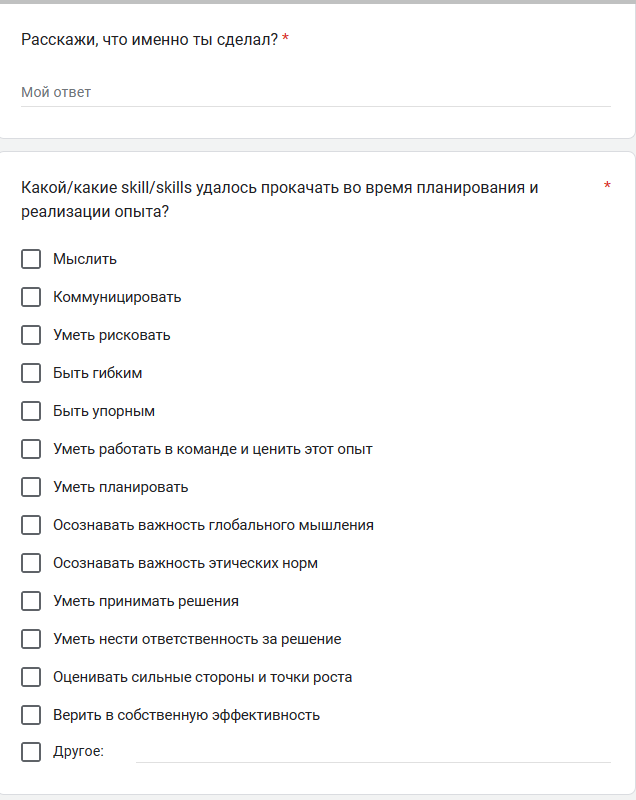 Расскажи, что именно ты сделал? *
Мой ответ
Какой/какие skill/skills удалось прокачать во время планирования и *
реализации опыта?
Мыслить
Коммуницировать
Уметь рисковать
Быть гибким
Быть упорным
Уметь работать в команде и ценить этот опыт
Уметь планировать
Осознавать важность глобального мышления
Осознавать важность этических норм
Уметь принимать решения
Уметь нести ответственность за решение
Оценивать сильные стороны и точки роста
Верить в собственную эффективность
Другое: